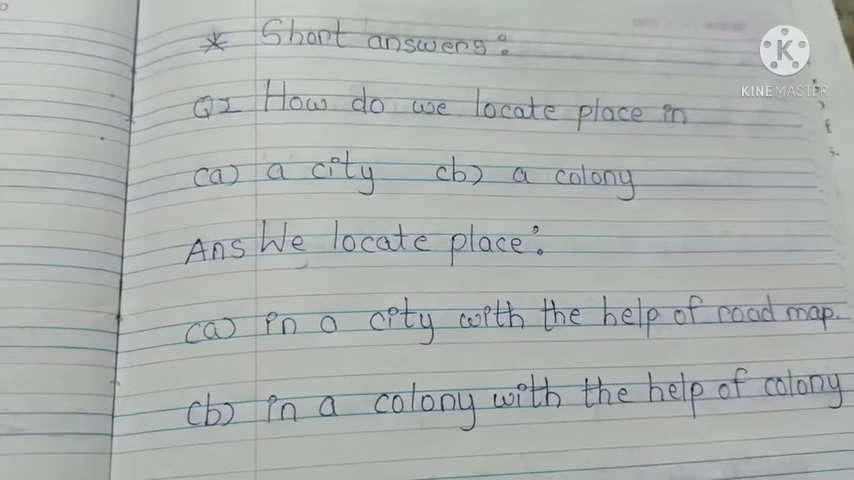 * Short answers:
Q1 How do we locate place in
(a) a city (b) a colony
Ans We locate place:
(a) in a city with the help of road map.
(b) in a colony with the help of colony
K
KINEMASTER